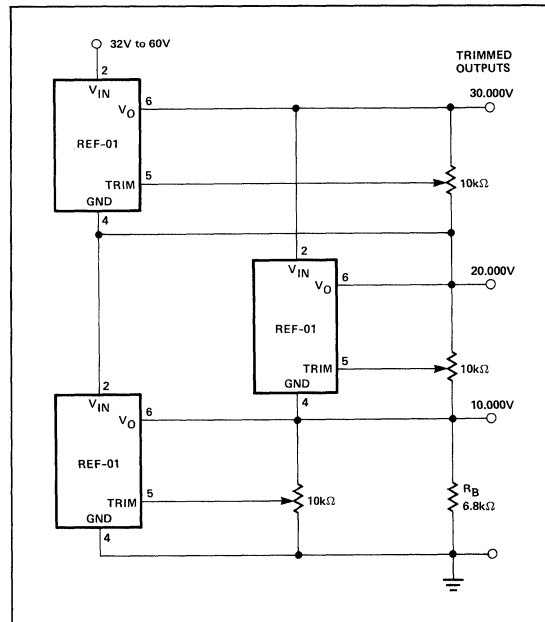 32V to 60V
TRIMMED
OUTPUTS
2
VIN
VO
6
30.000V
REF-01
TRIM
5
10kΩ
GND
4
2
VIN
VO
6
20.000V
REF-01
TRIM
5
10kΩ
GND
4
2
VIN
VO
6
10.000V
REF-01
TRIM
5
10kΩ
RB
6.8kΩ
GND
4